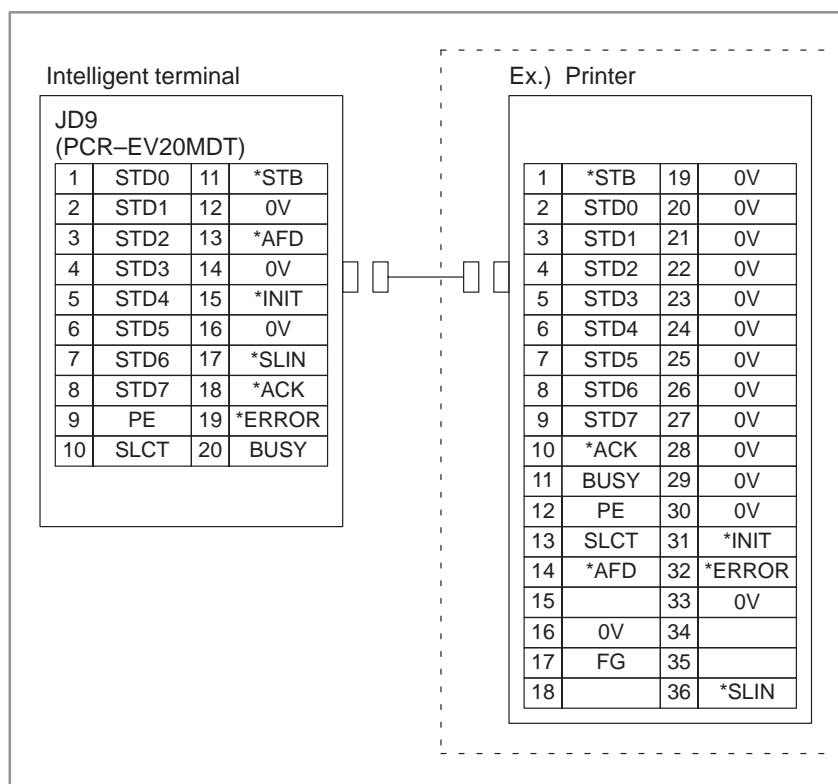 Intelligent terminal
Ex.) Printer
JD9
(PCR–EV20MDT)
1 STD0 11 *STB
2 STD1 12 0V
3 STD2 13 *AFD
4 STD3 14 0V
5 STD4 15 *INIT
6 STD5 16 0V
7 STD6 17 *SLIN
8 STD7 18 *ACK
9 PE 19 *ERROR
10 SLCT 20 BUSY
1 *STB 19 0V
2 STD0 20 0V
3 STD1 21 0V
4 STD2 22 0V
5 STD3 23 0V
6 STD4 24 0V
7 STD5 25 0V
8 STD6 26 0V
9 STD7 27 0V
10 *ACK 28 0V
11 BUSY 29 0V
12 PE 30 0V
13 SLCT 31 *INIT
14 *AFD 32 *ERROR
15 33 0V
16 0V 34
17 FG 35
18 36 *SLIN